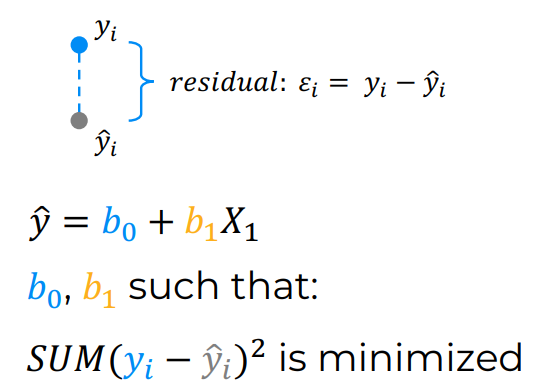 yᵢ
residual: εᵢ = yᵢ − ŷᵢ
ŷᵢ
ŷ = b₀ + b₁X₁
b₀, b₁ such that:
SUM(yᵢ − ŷᵢ)² is minimized